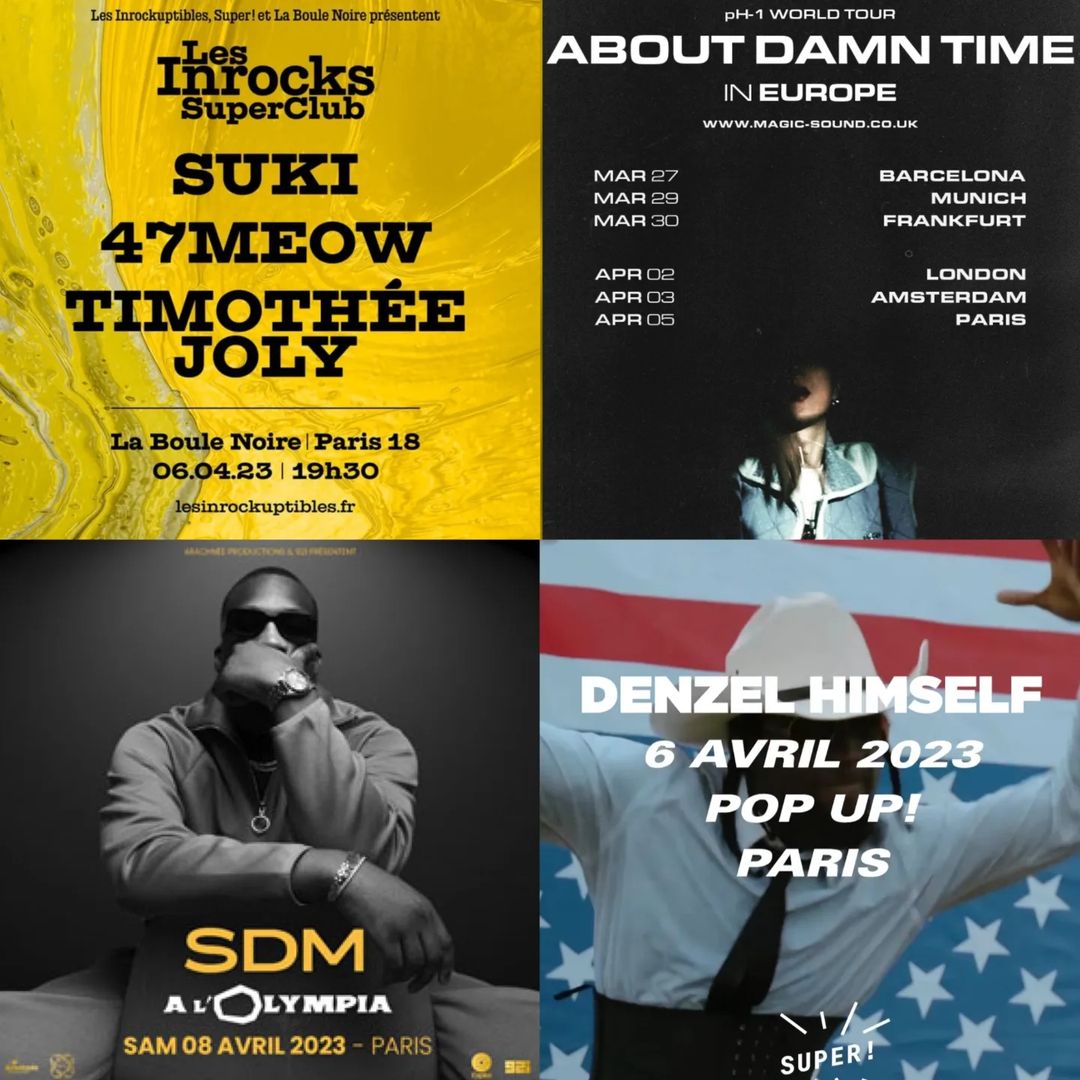 Les Inrockuptibles, Super! et La Boule Noire présentent
Les
Inrocks
SuperClub
SUKI
47MEOW
TIMOTHÉE
JOLY
La Boule Noire | Paris 18
06.04.23 | 19h30
lesinrockuptibles.fr
pH-1 WORLD TOUR
ABOUT DAMN TIME
IN EUROPE
WWW.MAGIC-SOUND.CO.UK
MAR 27 BARCELONA
MAR 29 MUNICH
MAR 30 FRANKFURT
APR 02 LONDON
APR 03 AMSTERDAM
APR 05 PARIS
ARACHNÉE PRODUCTIONS & 92I PRÉSENTENT
SDM
A L'OLYMPIA
SAM 08 AVRIL 2023 - PARIS
92i
DENZEL HIMSELF
6 AVRIL 2023
POP UP!
PARIS
SUPER!